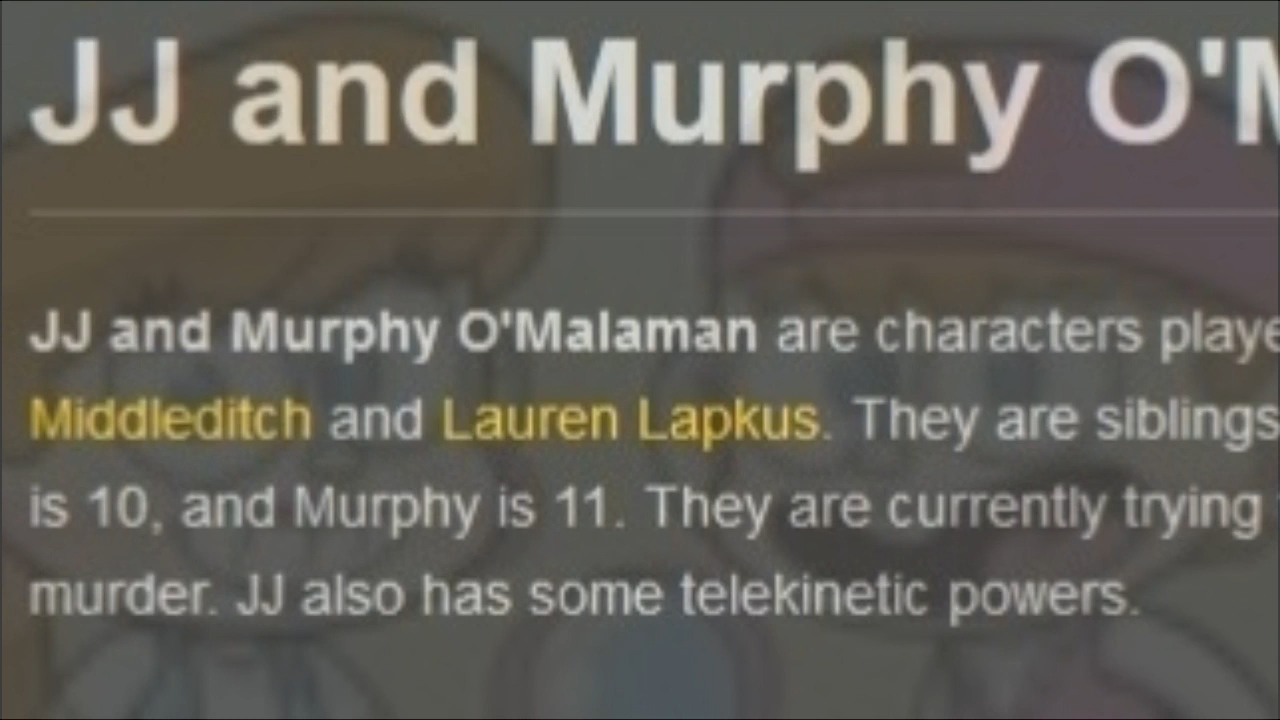 JJ and Murphy O'M
JJ and Murphy O'Malaman are characters playe
Middleditch and Lauren Lapkus. They are siblings
is 10, and Murphy is 11. They are currently trying
murder. JJ also has some telekinetic powers.